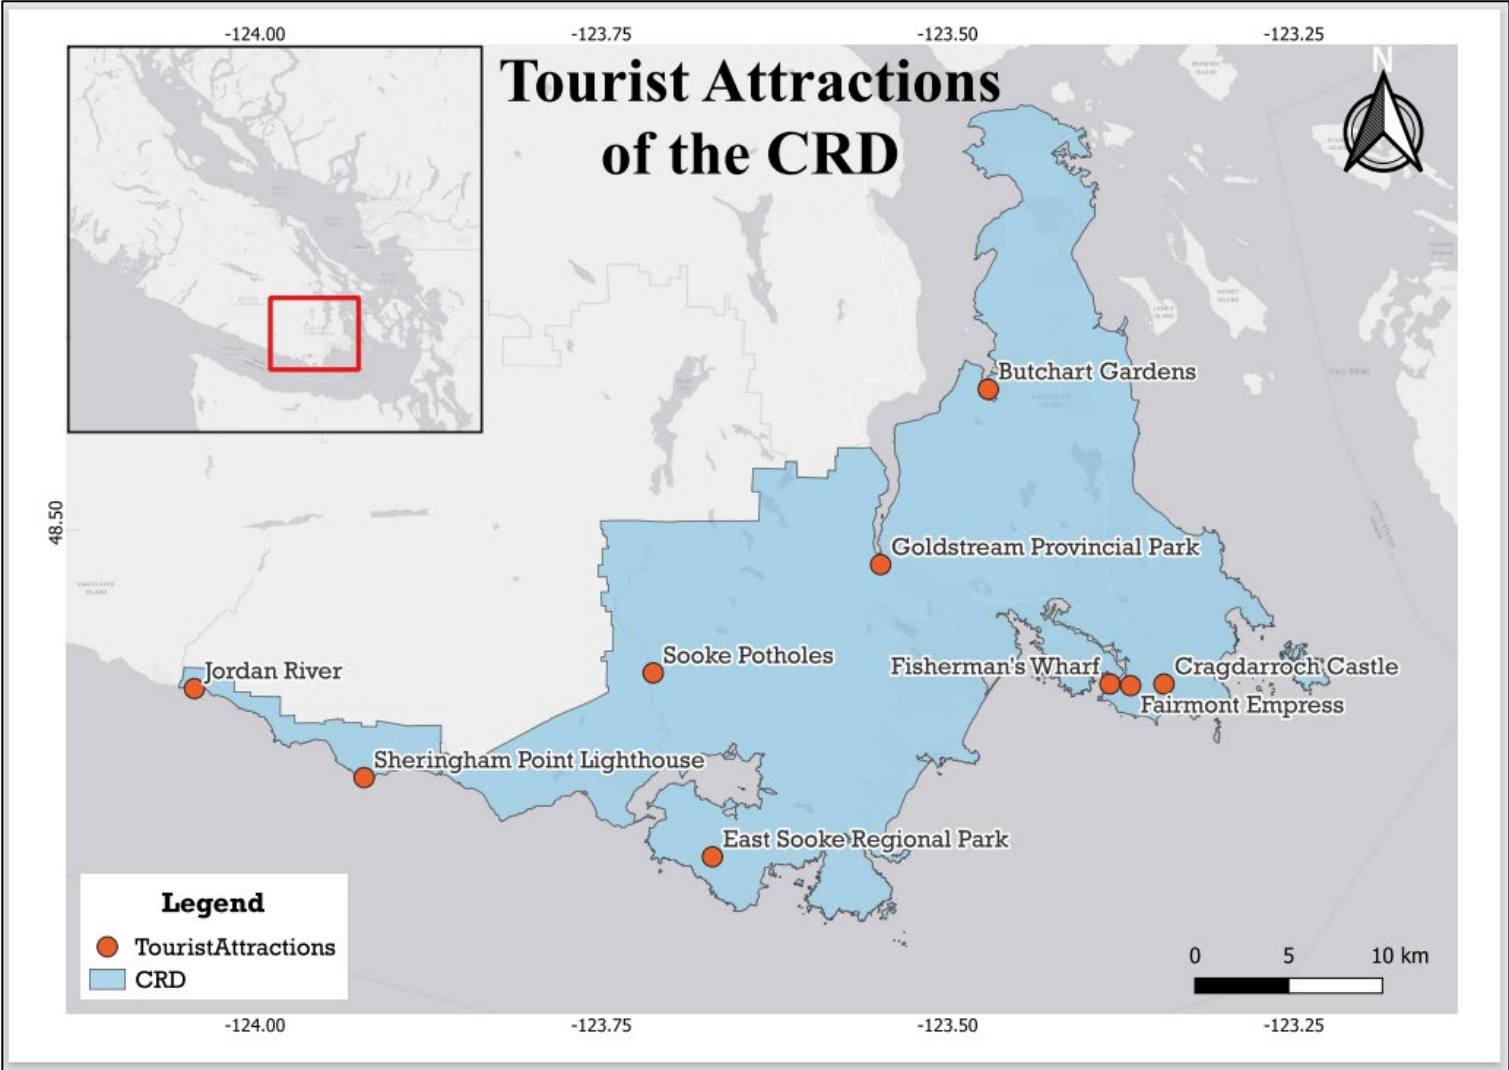 -124.00 -123.75 -123.50 -123.25
Tourist Attractions
of the CRD
N
Butchart Gardens
48.50
Goldstream Provincial Park
Sooke Potholes
Jordan River
Fisherman's Wharf
Cragdarroch Castle
Fairmont Empress
Sheringham Point Lighthouse
East Sooke Regional Park
Legend
TouristAttractions
CRD
0 5 10 km
-124.00 -123.75 -123.50 -123.25